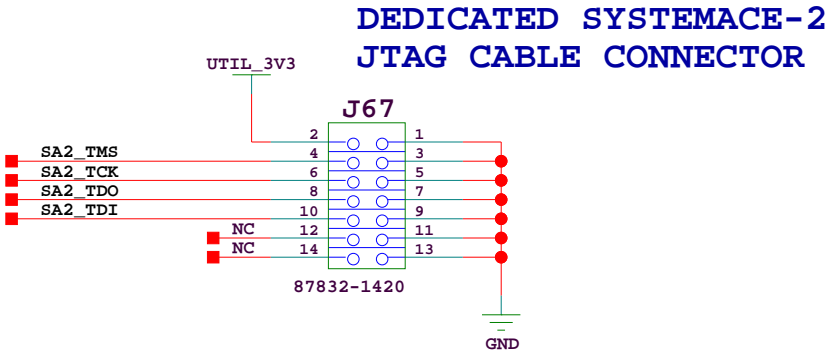 DEDICATED SYSTEMACE-2
JTAG CABLE CONNECTOR
UTIL_3V3
J67
2 1
SA2_TMS 4 3
SA2_TCK 6 5
SA2_TDO 8 7
SA2_TDI 10 9
NC 12 11
NC 14 13
87832-1420
GND